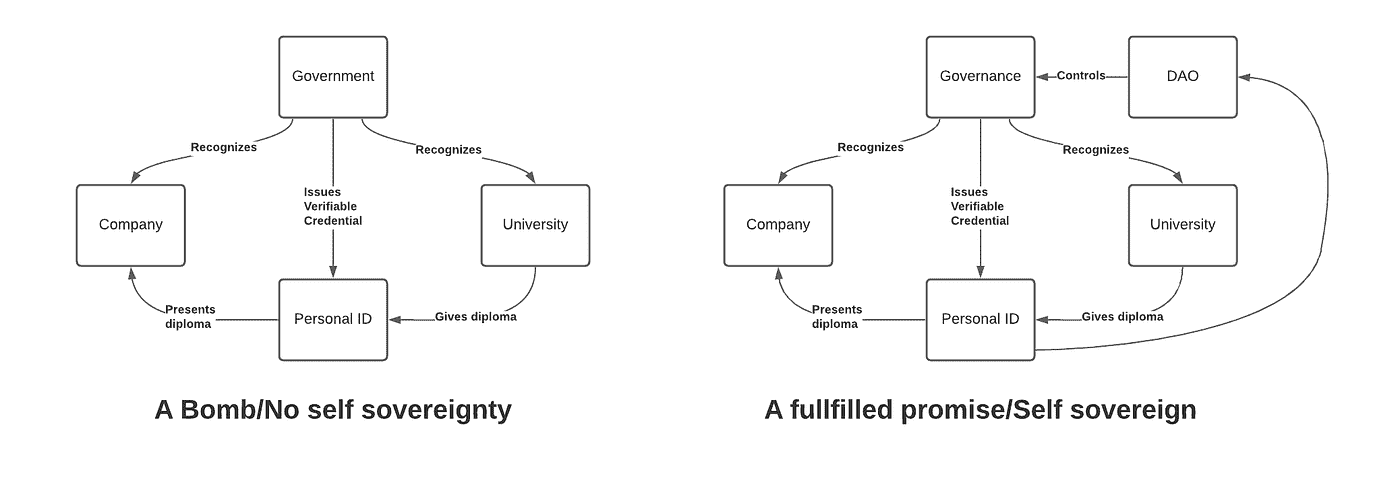 Government
Recognizes
Recognizes
Issues
Verifiable
Credential
Company
University
Presents
diploma
Personal ID
Gives diploma
A Bomb/No self sovereignty
Governance
Controls
DAO
Recognizes
Recognizes
Issues
Verifiable
Credential
Company
University
Presents
diploma
Personal ID
Gives diploma
A fullfilled promise/Self sovereign